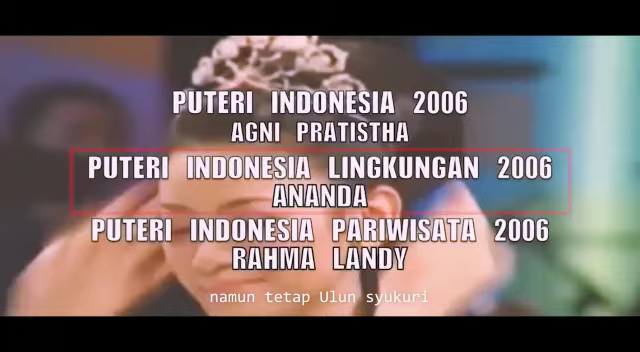 PUTERI INDONESIA 2006
AGNI PRATISTHA
PUTERI INDONESIA LINGKUNGAN 2006
ANANDA
PUTERI INDONESIA PARIWISATA 2006
RAHMA LANDY
namun tetap Ulun syukuri